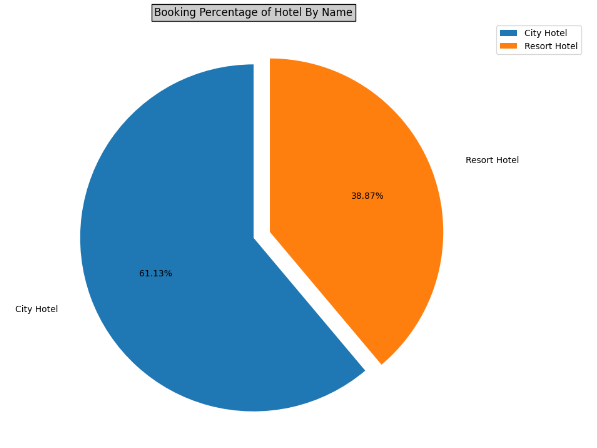 Booking Percentage of Hotel By Name
City Hotel
Resort Hotel
Resort Hotel
38.87%
61.13%
City Hotel